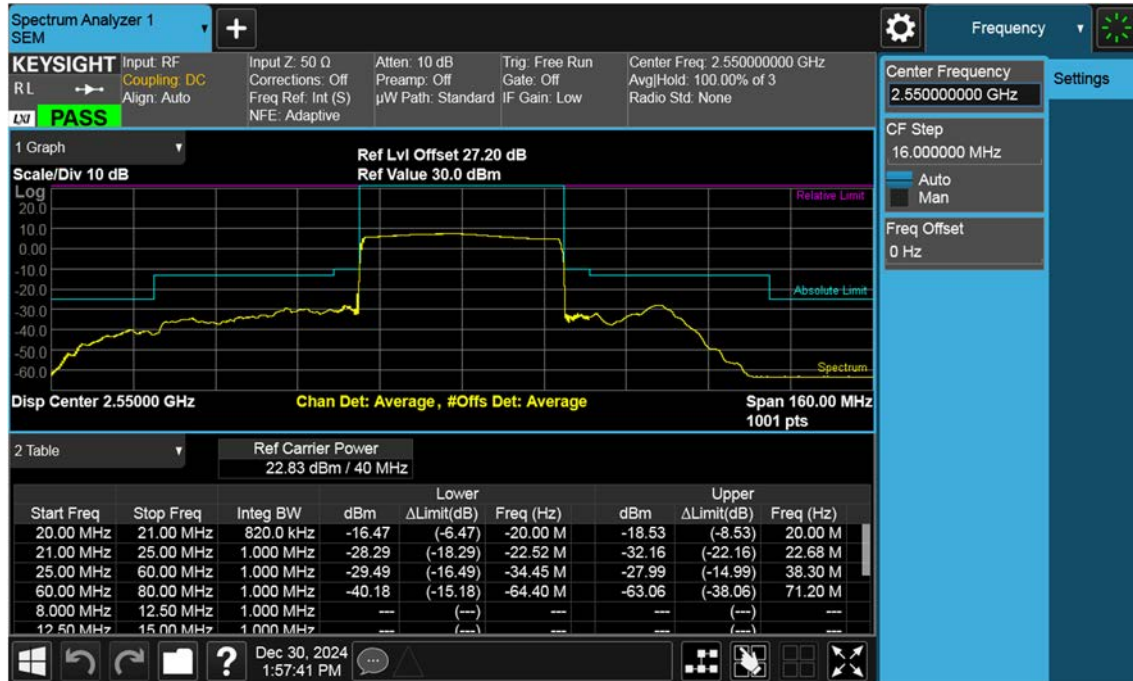 Spectrum Analyzer 1
SEM
+
Frequency
KEYSIGHT
RL
LXI
PASS
Input: RF
Coupling: DC
Align: Auto
Input Z: 50 Ω
Corrections: Off
Freq Ref: Int (S)
NFE: Adaptive
Atten: 10 dB
Preamp: Off
µW Path: Standard
Trig: Free Run
Gate: Off
IF Gain: Low
Center Freq: 2.550000000 GHz
Avg|Hold: 100.00% of 3
Radio Std: None
Center Frequency
2.550000000 GHz
Settings
CF Step
16.000000 MHz
Auto
Man
Freq Offset
0 Hz
1 Graph
Scale/Div 10 dB
Ref Lvl Offset 27.20 dB
Ref Value 30.0 dBm
Log
20.0
10.0
0.00
-10.0
-20.0
-30.0
-40.0
-50.0
-60.0
Relative Limit
Absolute Limit
Spectrum
Disp Center 2.55000 GHz
Chan Det: Average, #Offs Det: Average
Span 160.00 MHz
1001 pts
2 Table
Ref Carrier Power
22.83 dBm / 40 MHz
Lower Upper
Start Freq Stop Freq Integ BW dBm ΔLimit(dB) Freq (Hz) dBm ΔLimit(dB) Freq (Hz)
20.00 MHz 21.00 MHz 820.0 kHz -16.47 (-6.47) -20.00 M -18.53 (-8.53) 20.00 M
21.00 MHz 25.00 MHz 1.000 MHz -28.29 (-18.29) -22.52 M -32.16 (-22.16) 22.68 M
25.00 MHz 60.00 MHz 1.000 MHz -29.49 (-16.49) -34.45 M -27.99 (-14.99) 38.30 M
60.00 MHz 80.00 MHz 1.000 MHz -40.18 (-15.18) -64.40 M -63.06 (-38.06) 71.20 M
8.000 MHz 12.50 MHz 1.000 MHz --- (---) --- --- (---) ---
12.50 MHz 15.00 MHz 1.000 MHz --- (---) --- --- (---) ---
?
Dec 30, 2024
1:57:41 PM